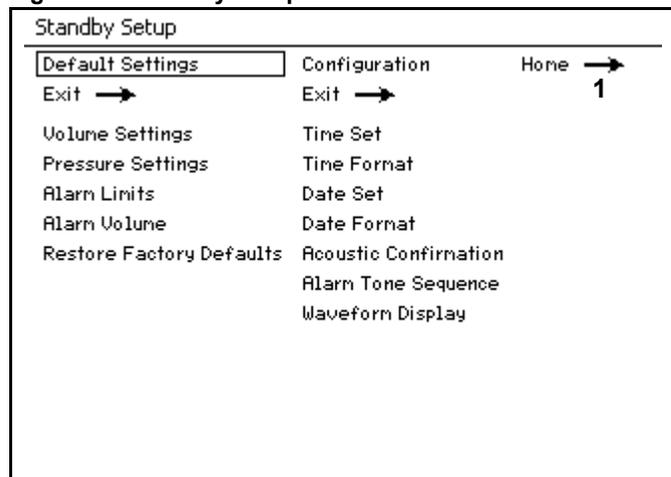 Standby Setup
Default Settings Configuration Home
Exit Exit 1
Volume Settings Time Set
Pressure Settings Time Format
Alarm Limits Date Set
Alarm Volume Date Format
Restore Factory Defaults Acoustic Confirmation
Alarm Tone Sequence
Waveform Display